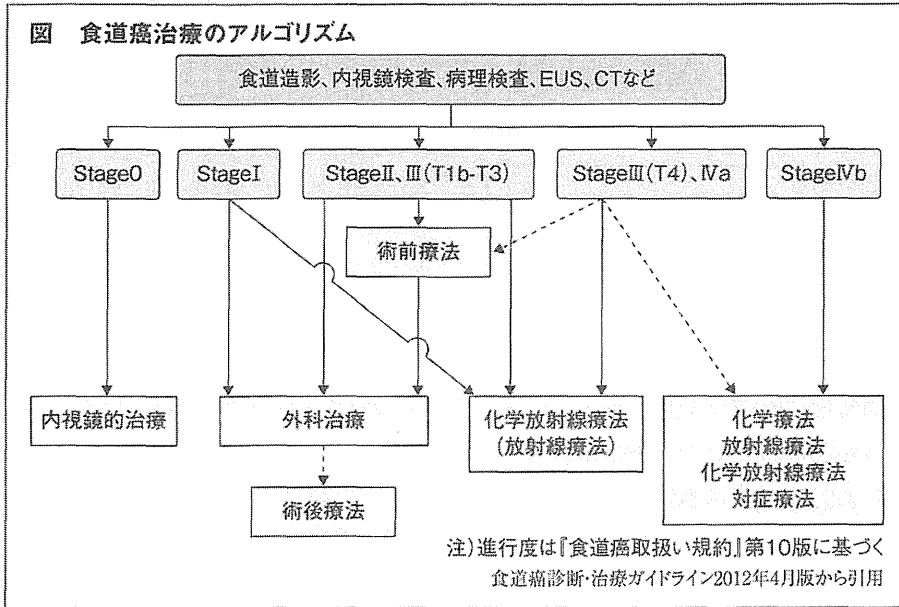 図 食道癌治療のアルゴリズム
食道造影、内視鏡検査、病理検査、EUS、CTなど
Stage0
StageⅠ
StageⅡ、Ⅲ(T1b-T3)
StageⅢ(T4)、Ⅳa
StageⅣb
術前療法
内視鏡的治療
外科治療
化学放射線療法
(放射線療法)
化学療法
放射線療法
化学放射線療法
対症療法
術後療法
注)進行度は『食道癌取扱い規約』第10版に基づく
食道癌診断・治療ガイドライン2012年4月版から引用